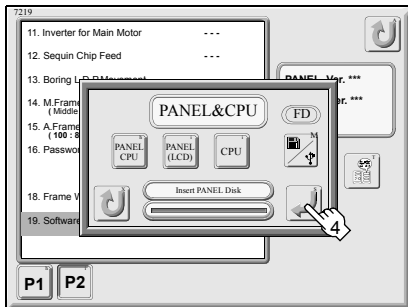 7219
11. Inverter for Main Motor - - -
12. Sequin Chip Feed - - -
13. Boring L.D.R Movement
PANEL Ver. ***
14. M.Frame
( Middle
er. ***
15. A.Frame
( 100 : 8
16. Passwor
18. Frame W
19. Software
PANEL&CPU
FD
PANEL
CPU
PANEL
(LCD)
CPU
M
Insert PANEL Disk
S
T
4
P1
P2